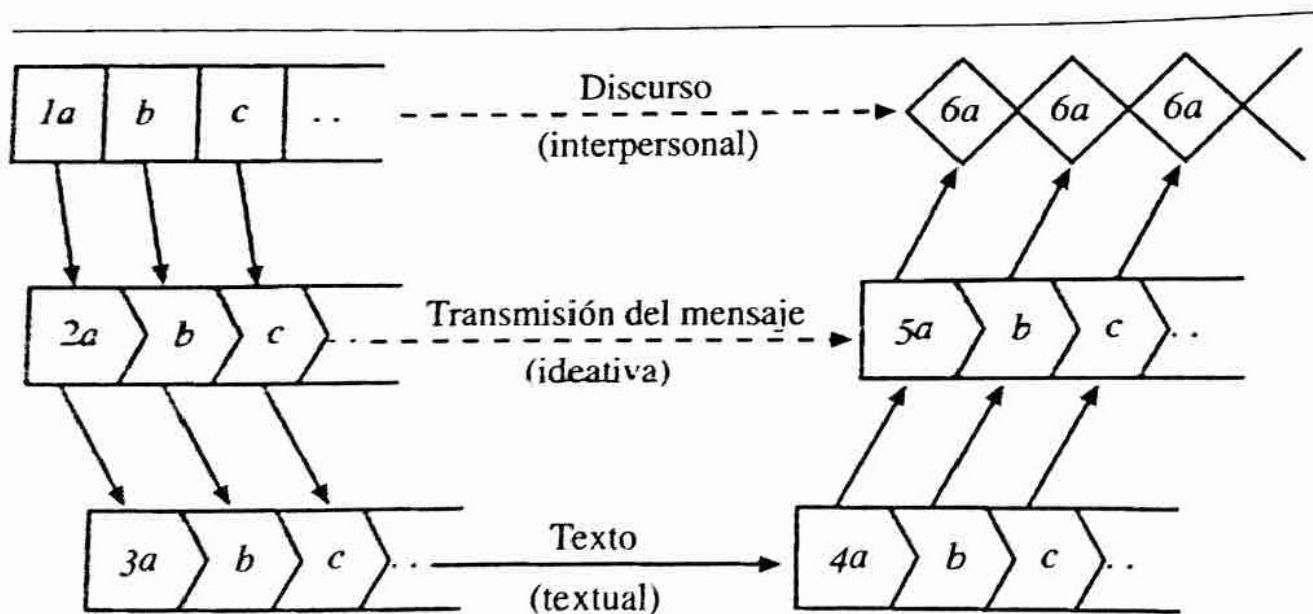 1a b c . .
Discurso
(interpersonal)
6a 6a 6a
2a b c . .
Transmisión del mensaje
(ideativa)
5a b c . .
3a b c . .
Texto
(textual)
4a b c . .